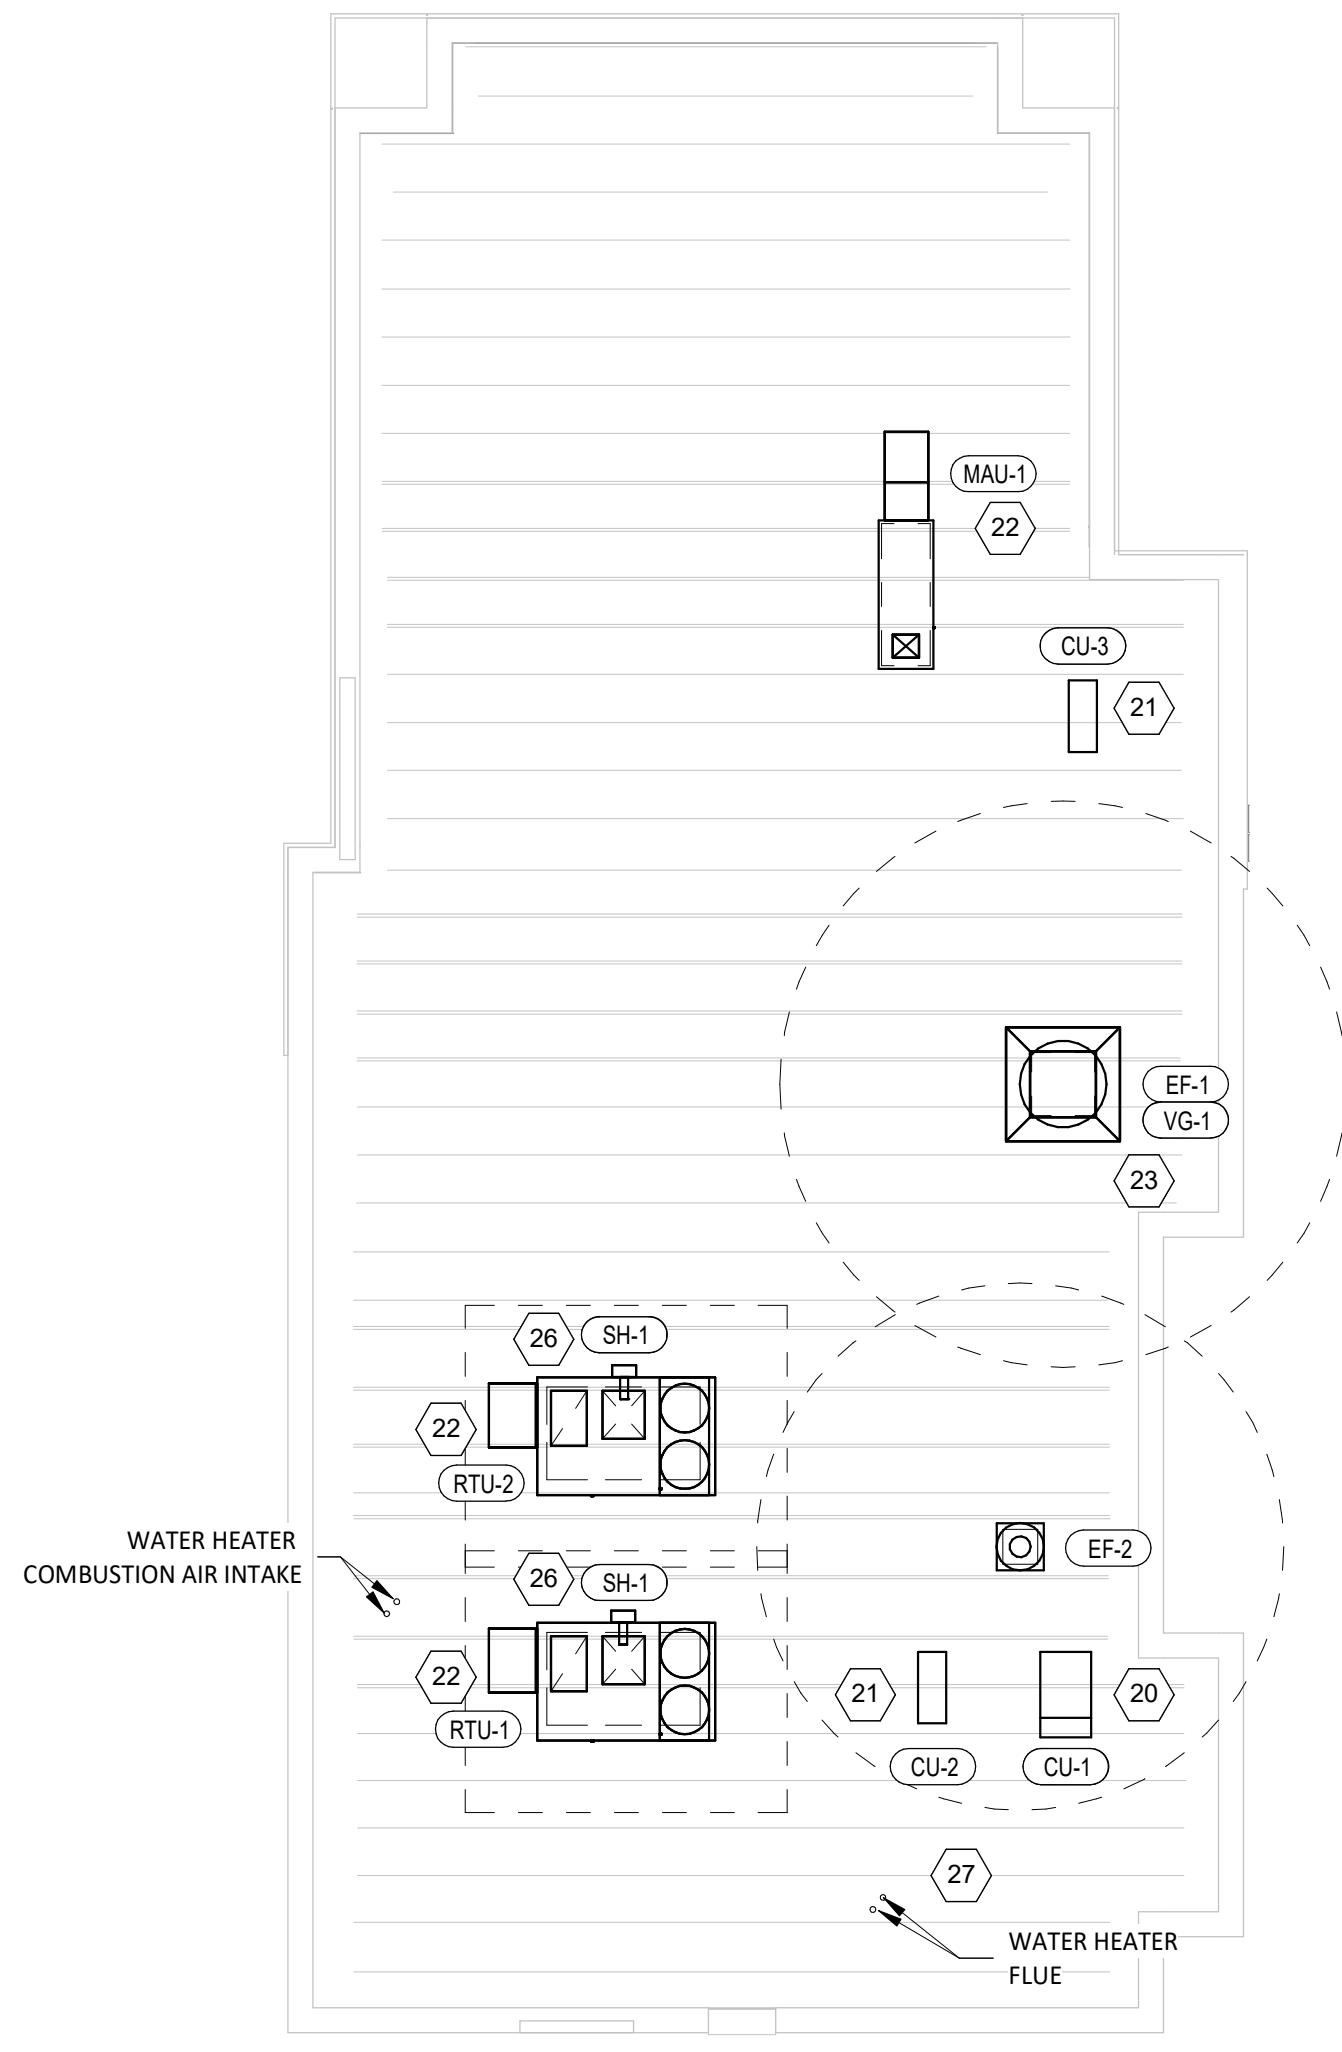 MAU-1
22
CU-3
21
EF-1
VG-1
23
26
SH-1
22
RTU-2
WATER HEATER
COMBUSTION AIR INTAKE
EF-2
26
SH-1
22
RTU-1
21
20
CU-2
CU-1
27
WATER HEATER
FLUE